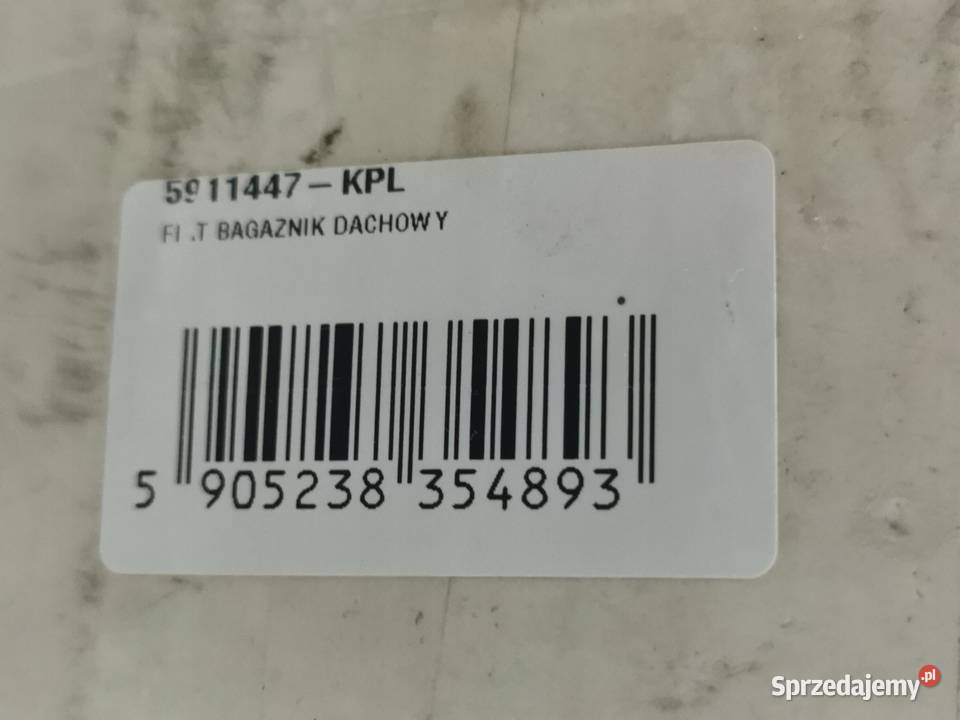 5911447 – KPL
BAGAZNIK DACHOWY
5 905238 354893
Sprzedajemy.pl